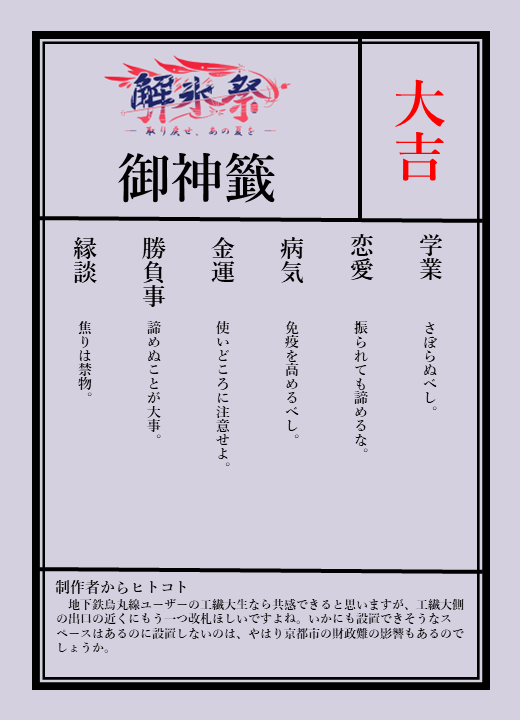 解氷祭
取り戻せ、あの夏を
御神籤
大吉
学業
さぼらぬべし。
恋愛
振られても諦めるな。
病気
免疫を高めるべし。
金運
使いどころに注意せよ。
勝負事
諦めぬことが大事。
縁談
焦りは禁物。
制作者からヒトコト
地下鉄烏丸線ユーザーの工繊大生なら共感できると思いますが、工繊大側
の出口の近くにもう一つ改札ほしいですよね。いかにも設置できそうなス
ペースはあるのに設置しないのは、やはり京都市の財政難の影響もあるので
しょうか。